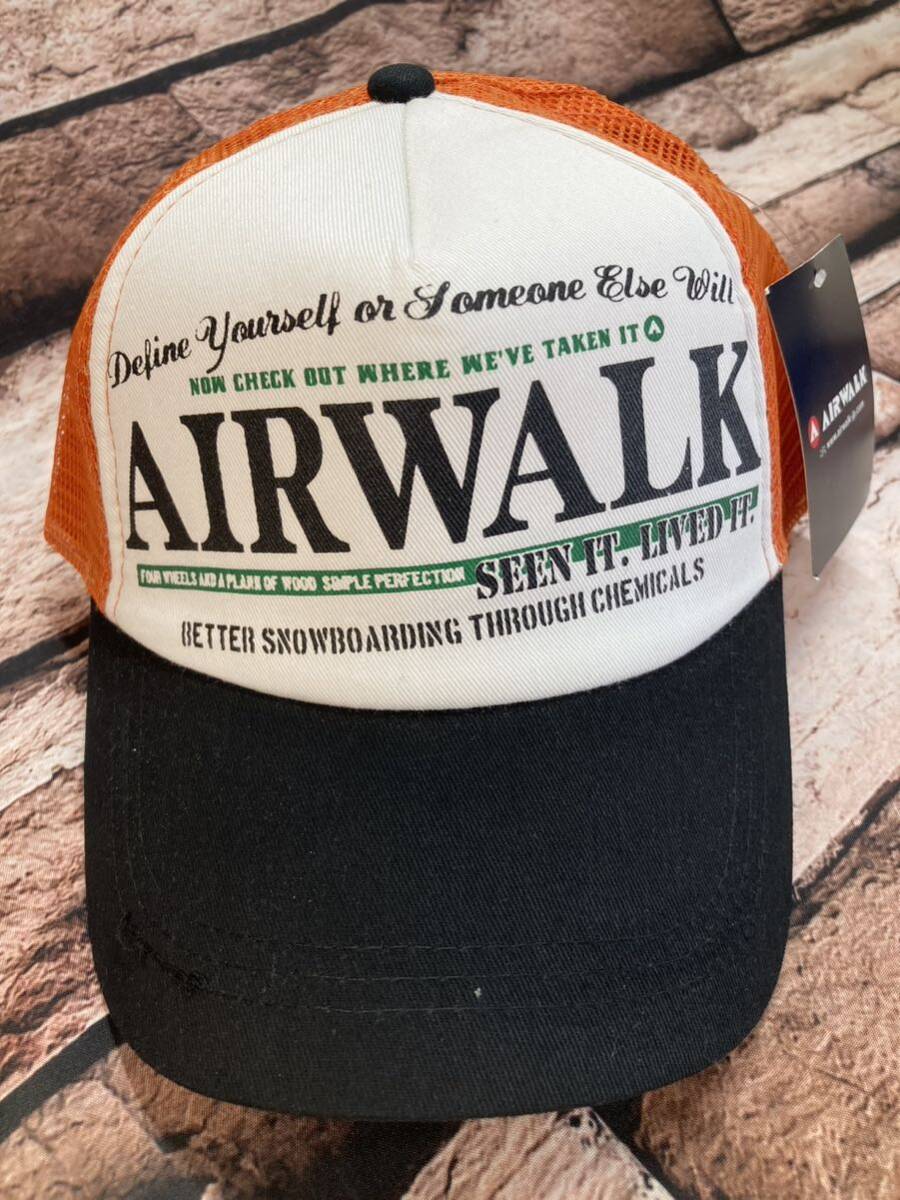 Define Yourself or Someone Else Will
NOW CHECK OUT WHERE WE'VE TAKEN IT
AIRWALK
FOUR WHEELS AND A PLANK OF WOOD SIMPLE PERFECTION
SEEN IT. LIVED IT.
BETTER SNOWBOARDING THROUGH CHEMICALS
AIRWALK